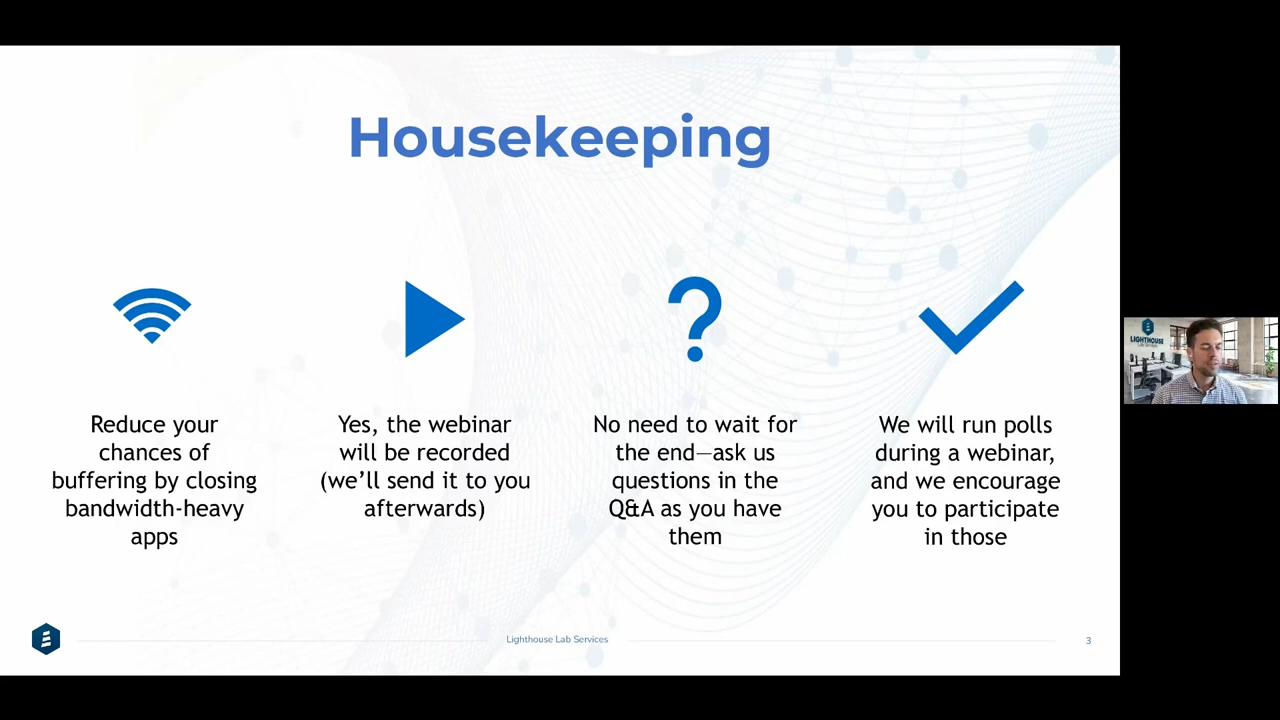 Housekeeping
Reduce your
chances of
buffering by closing
bandwidth-heavy
apps
Yes, the webinar
will be recorded
(we’ll send it to you
afterwards)
No need to wait for
the end—ask us
questions in the
Q&A as you have
them
We will run polls
during a webinar,
and we encourage
you to participate
in those
LIGHTHOUSE
Lab Services
Lighthouse Lab Services
3